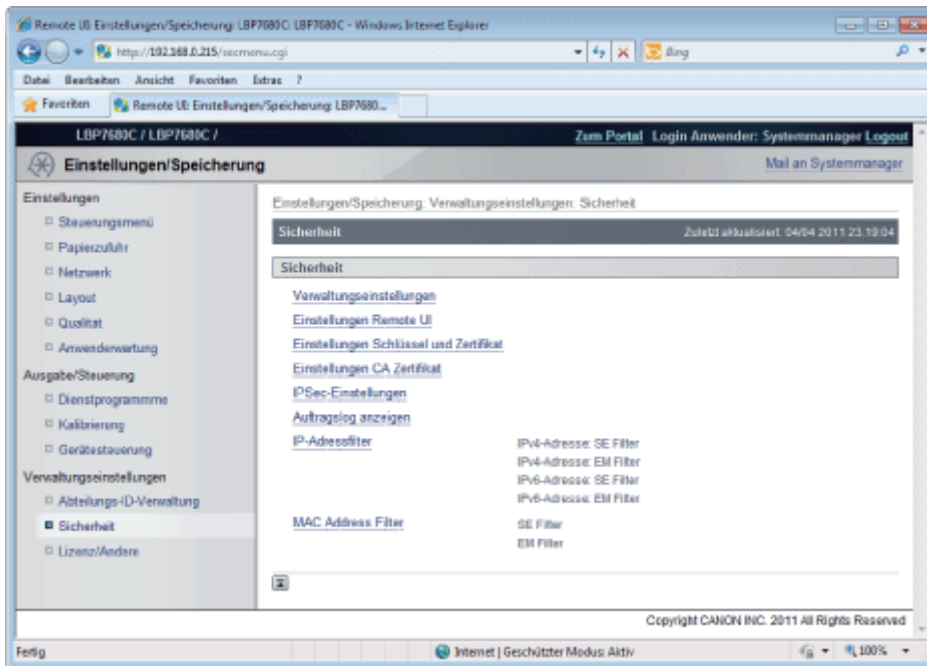 Remote UI: Einstellungen/Speicherung: LBP7680C: LBP7680C - Windows Internet Explorer
http://192.168.0.215/secmenu.cgi
Bing
Datei Bearbeiten Ansicht Favoriten Extras ?
Favoriten Remote UI: Einstellungen/Speicherung: LBP7680...
LBP7680C / LBP7680C / Zum Portal Login Anwender: Systemmanager Logout
Einstellungen/Speicherung Mail an Systemmanager
Einstellungen
Steuerungsmenü
Papierzufuhr
Netzwerk
Layout
Qualität
Anwenderwartung
Ausgabe/Steuerung
Dienstprogrammme
Kalibrierung
Gerätesteuerung
Verwaltungseinstellungen
Abteilungs-ID-Verwaltung
Sicherheit
Lizenz/Andere
Einstellungen/Speicherung: Verwaltungseinstellungen: Sicherheit
Sicherheit Zuletzt aktualisiert: 04/04 2011 23:19:04
Sicherheit
Verwaltungseinstellungen
Einstellungen Remote UI
Einstellungen Schlüssel und Zertifikat
Einstellungen CA Zertifikat
IPSec-Einstellungen
Auftragslog anzeigen
IP-Adressfilter IPv4-Adresse: SE Filter
IPv4-Adresse: EM Filter
IPv6-Adresse: SE Filter
IPv6-Adresse: EM Filter
MAC Address Filter SE Filter
EM Filter
Copyright CANON INC. 2011 All Rights Reserved
Fertig Internet | Geschützter Modus: Aktiv 100%